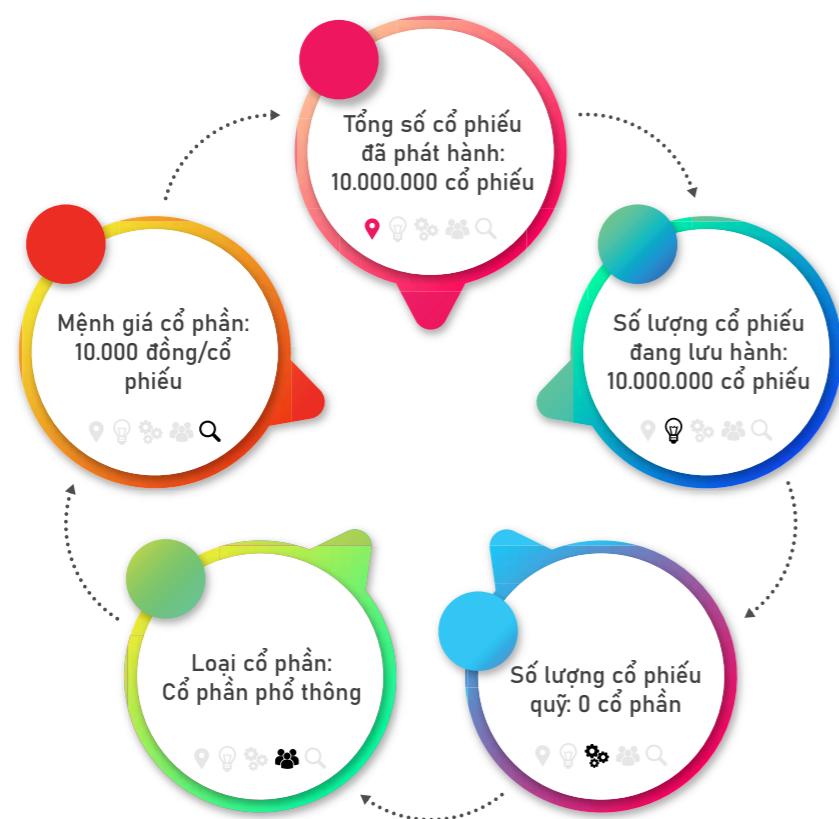 Tổng số cổ phiếu
đã phát hành:
10.000.000 cổ phiếu
Số lượng cổ phiếu
đang lưu hành:
10.000.000 cổ phiếu
Số lượng cổ phiếu
quỹ: 0 cổ phần
Loại cổ phần:
Cổ phần phổ thông
Mệnh giá cổ phần:
10.000 đồng/cổ
phiếu